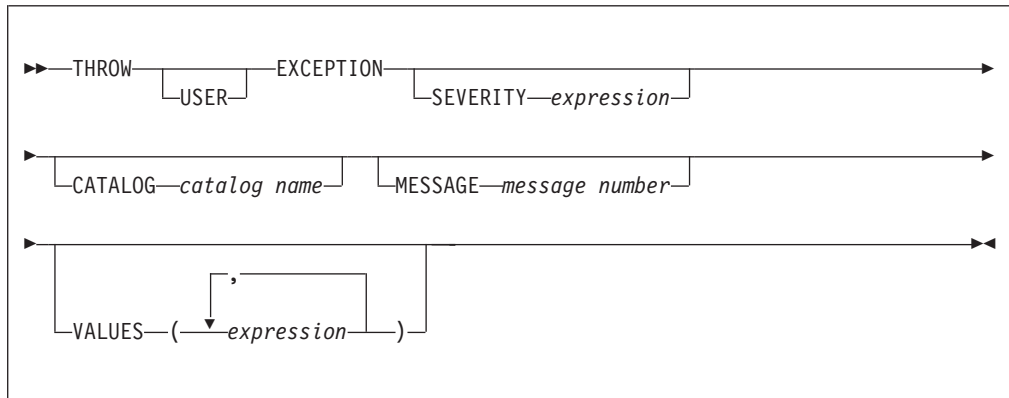 THROW EXCEPTION
USER SEVERITY expression
CATALOG catalog name MESSAGE message number
,
VALUES ( expression )